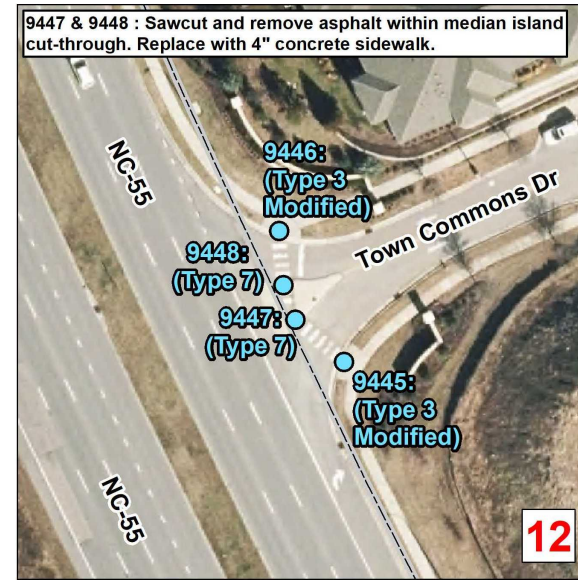 9447 & 9448 : Sawcut and remove asphalt within median island
cut-through. Replace with 4" concrete sidewalk.
NC-55
9446:
(Type 3
Modified)
Town Commons Dr
9448:
(Type 7)
9447:
(Type 7)
9445:
(Type 3
Modified)
NC-55
12